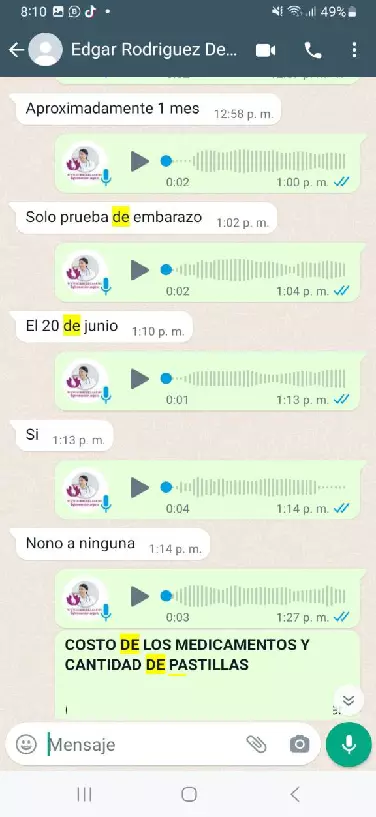 8:10
49%
Edgar Rodriguez De...
Aproximadamente 1 mes 12:58 p. m.
0:02 1:00 p. m.
Solo prueba de embarazo 1:02 p. m.
0:02 1:04 p. m.
El 20 de junio 1:10 p. m.
0:01 1:13 p. m.
Si 1:13 p. m.
0:04 1:14 p. m.
Nono a ninguna 1:14 p. m.
0:03 1:27 p. m.
COSTO DE LOS MEDICAMENTOS Y
CANTIDAD DE PASTILLAS
Mensaje